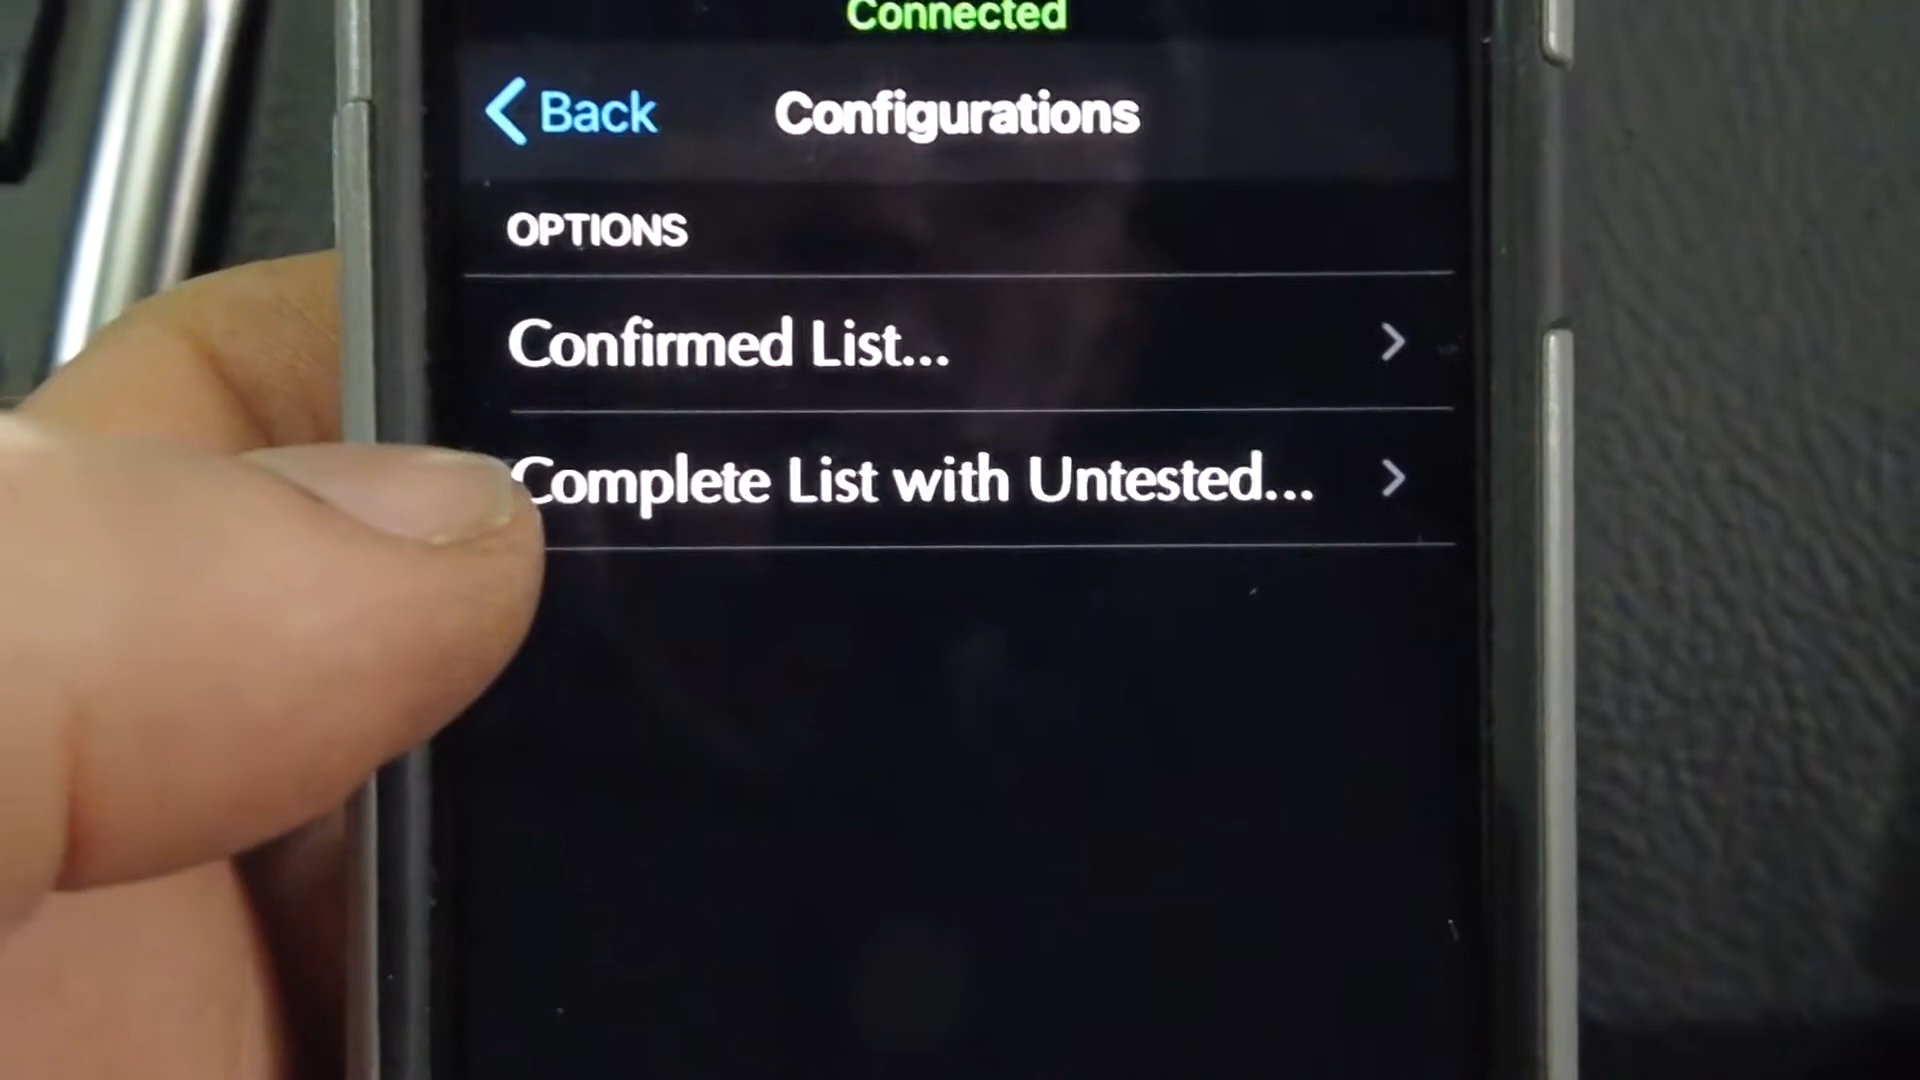 Connected
Back
Configurations
OPTIONS
Confirmed List...
Complete List with Untested...